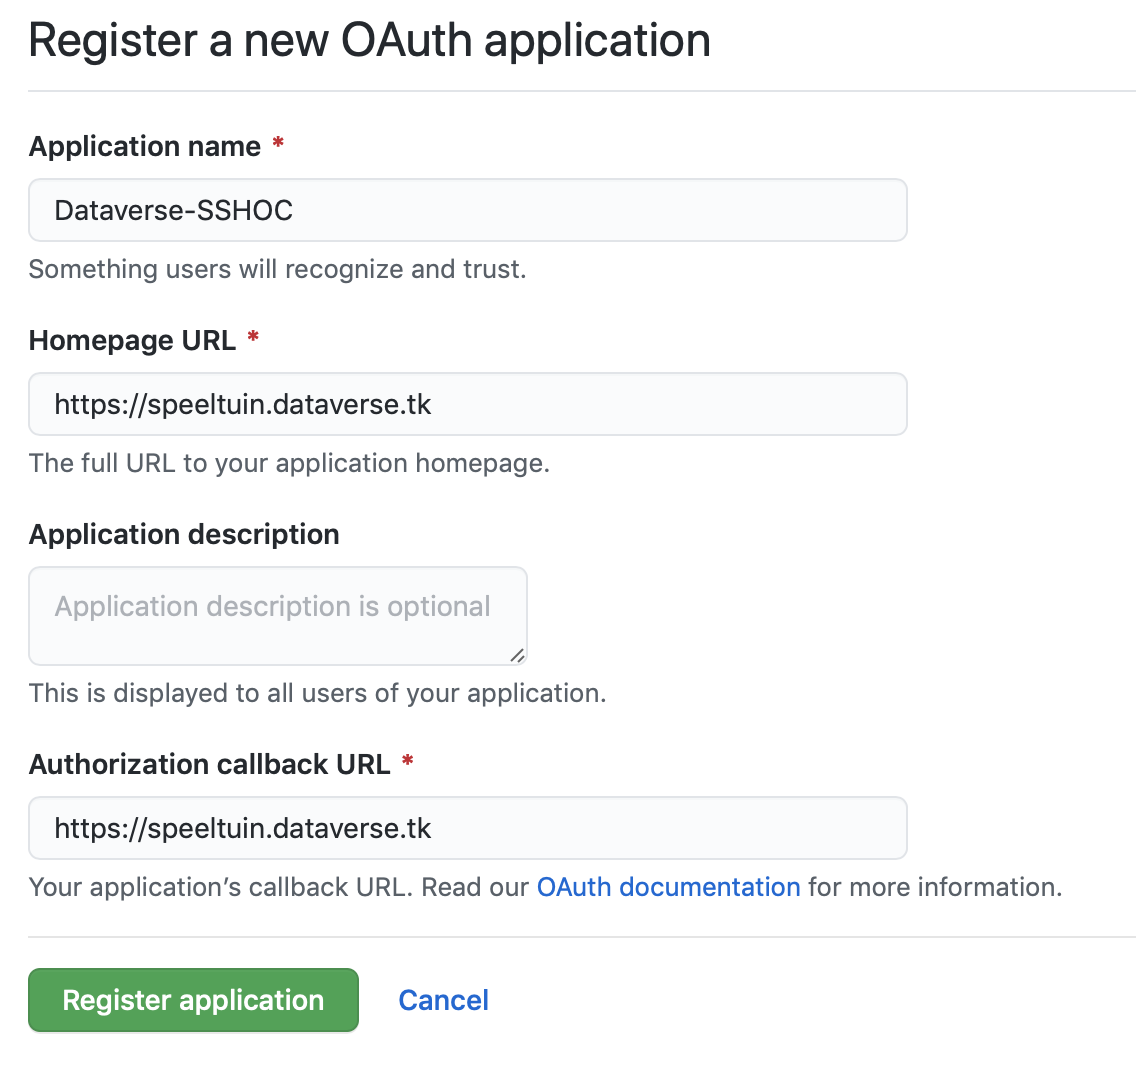 Register a new OAuth application
Application name *
Dataverse-SSHOC
Something users will recognize and trust.
Homepage URL *
https://speeltuin.dataverse.tk
The full URL to your application homepage.
Application description
Application description is optional
This is displayed to all users of your application.
Authorization callback URL *
https://speeltuin.dataverse.tk
Your application’s callback URL. Read our OAuth documentation for more information.
Register application Cancel